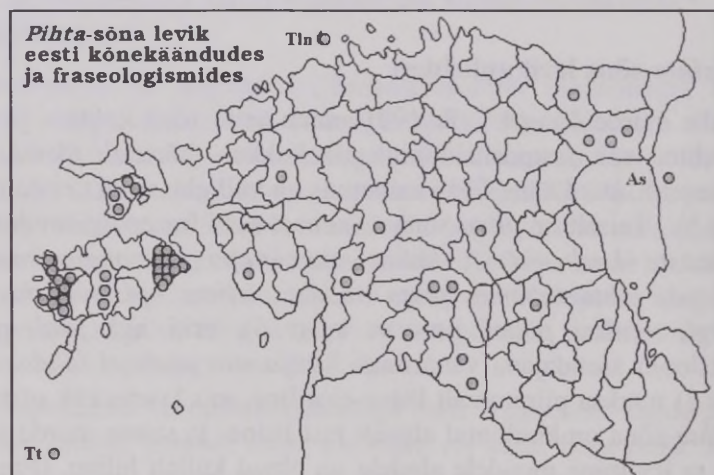 Pihta-sõna levik
eesti kõnekäändudes
ja fraseologismides
Tln
As
Tt